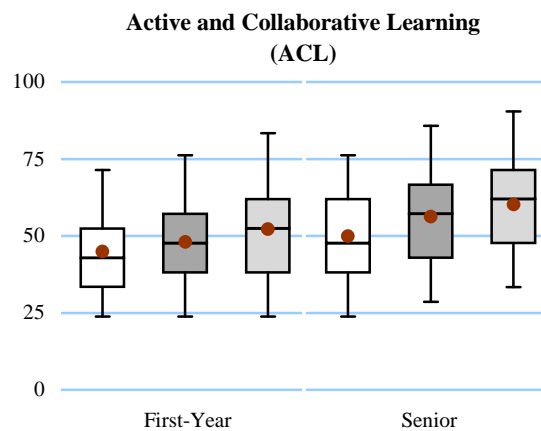 Active and Collaborative Learning
(ACL)
100
75
50
25
0
First-Year
Senior